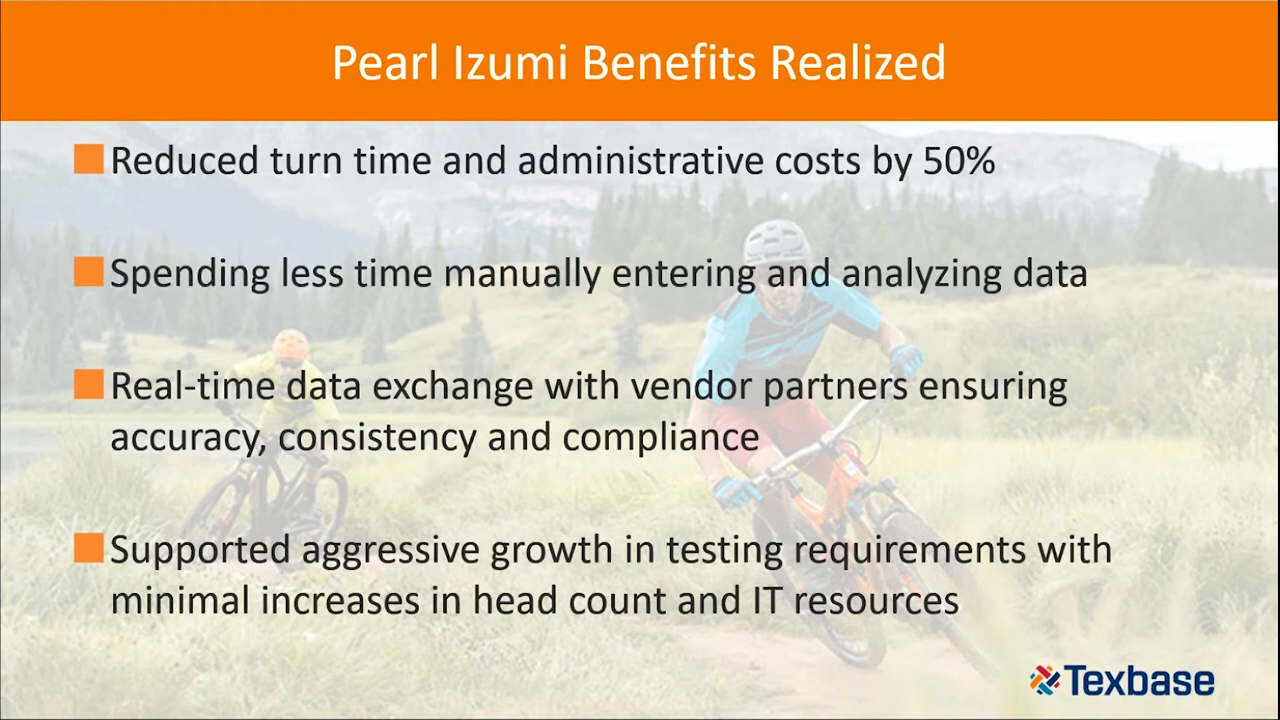 Pearl Izumi Benefits Realized
Reduced turn time and administrative costs by 50%
Spending less time manually entering and analyzing data
Real-time data exchange with vendor partners ensuring
accuracy, consistency and compliance
Supported aggressive growth in testing requirements with
minimal increases in head count and IT resources
Texbase